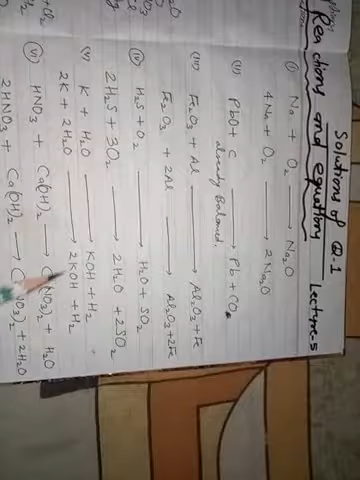 Solutions of Q.1
Reactions and equations Lecture-5
(i) Na + O₂ → Na₂O
4Na + O₂ → 2Na₂O
(ii) PbO + C → Pb + CO
already Balanced.
(iii) Fe₂O₃ + Al → Al₂O₃ + Fe
Fe₂O₃ + 2Al → Al₂O₃ + 2Fe
(iv) H₂S + O₂ → H₂O + SO₂
2H₂S + 3O₂ → 2H₂O + 2SO₂
(v) K + H₂O → KOH + H₂
2K + 2H₂O → 2KOH + H₂
(vi) HNO₃ + Ca(OH)₂ → NO₃)₂ + H₂O
2HNO₃ + Ca(OH)₂ → NO₃)₂ + 2H₂O